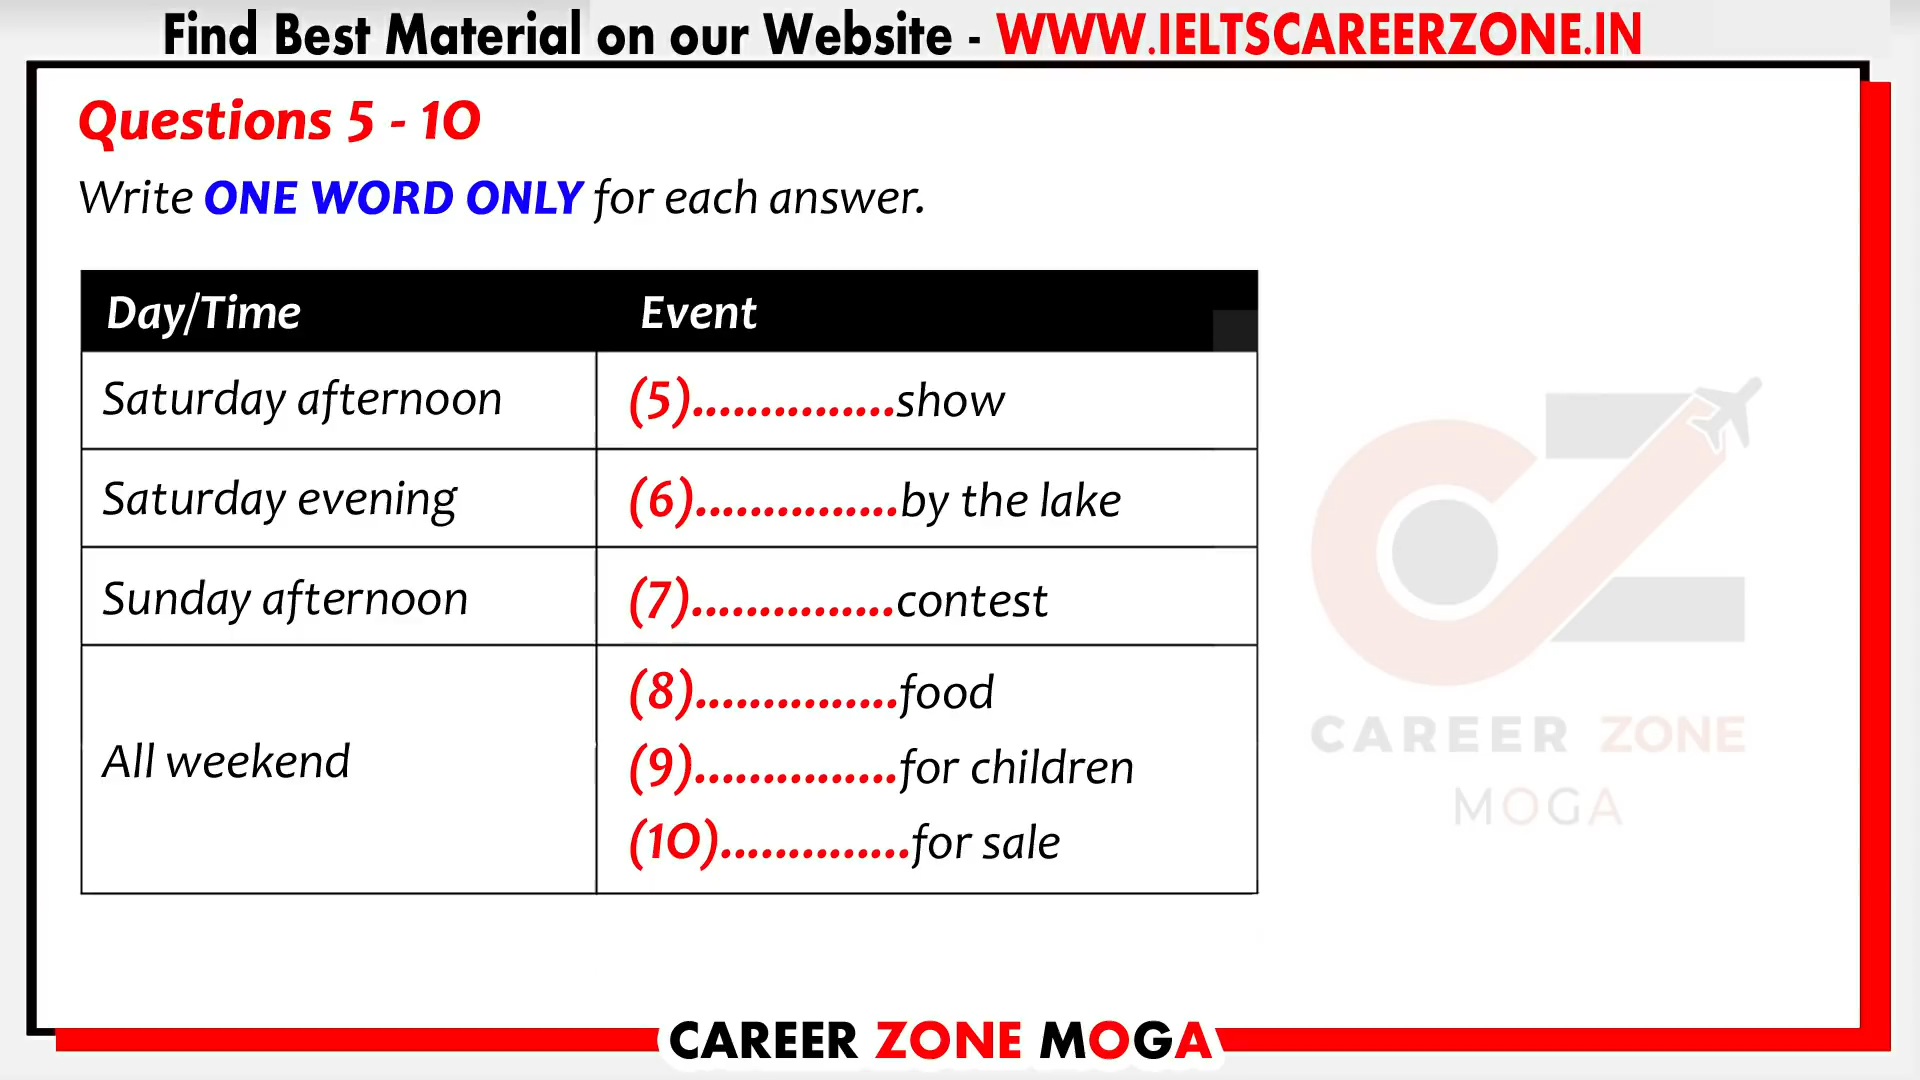 Find Best Material on our Website - WWW.IELTSCAREERZONE.IN
Questions 5 - 10
Write ONE WORD ONLY for each answer.
Day/Time Event
Saturday afternoon (5)...............show
Saturday evening (6)...............by the lake
Sunday afternoon (7)...............contest
All weekend
(8)...............food
(9)...............for children
(10)..............for sale
CAREER ZONE
MOGA
CAREER ZONE MOGA